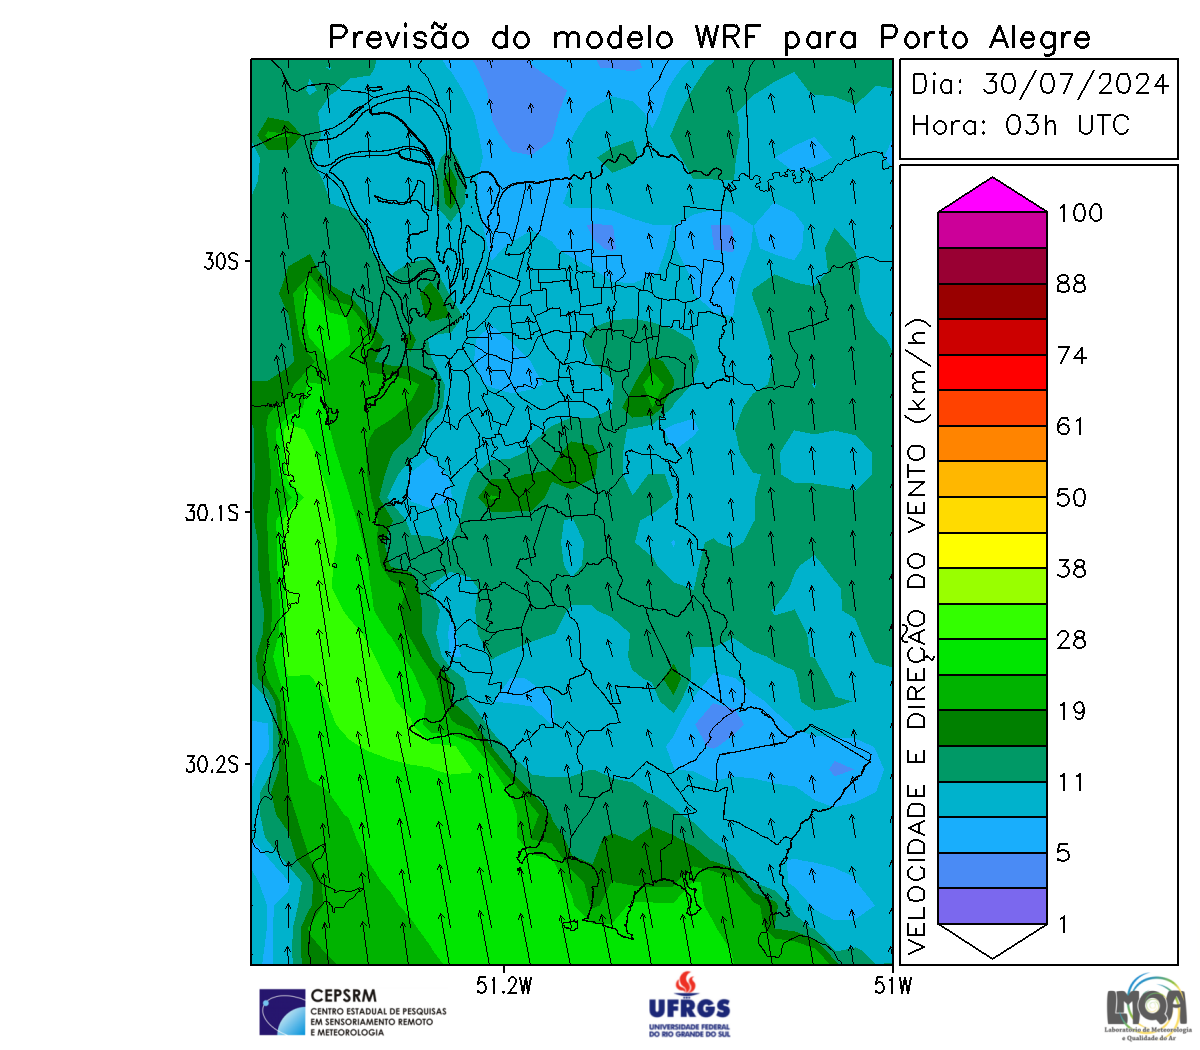 Previsão do modelo WRF para Porto Alegre
Dia: 30/07/2024
Hora: 03h UTC
30S
30.1S
30.2S
51.2W
51W
VELOCIDADE E DIREÇÃO DO VENTO (km/h)
100
88
74
61
50
38
28
19
11
5
1
CEPSRM
CENTRO ESTADUAL DE PESQUISAS
EM SENSORIAMENTO REMOTO
E METEOROLOGIA
UFRGS
UNIVERSIDADE FEDERAL
DO RIO GRANDE DO SUL
LMQA
Laboratório de Meteorologia
e Qualidade do Ar